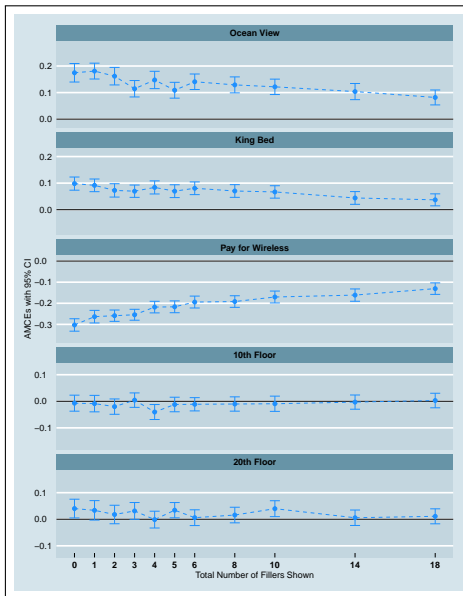 Ocean View
0.2
0.1
0.0
King Bed
0.2
0.1
0.0
Pay for Wireless
0.0
−0.1
−0.2
−0.3
10th Floor
0.1
0.0
−0.1
20th Floor
0.1
0.0
−0.1
AMCEs with 95% CI
0 1 2 3 4 5 6 8 10 14 18
Total Number of Fillers Shown